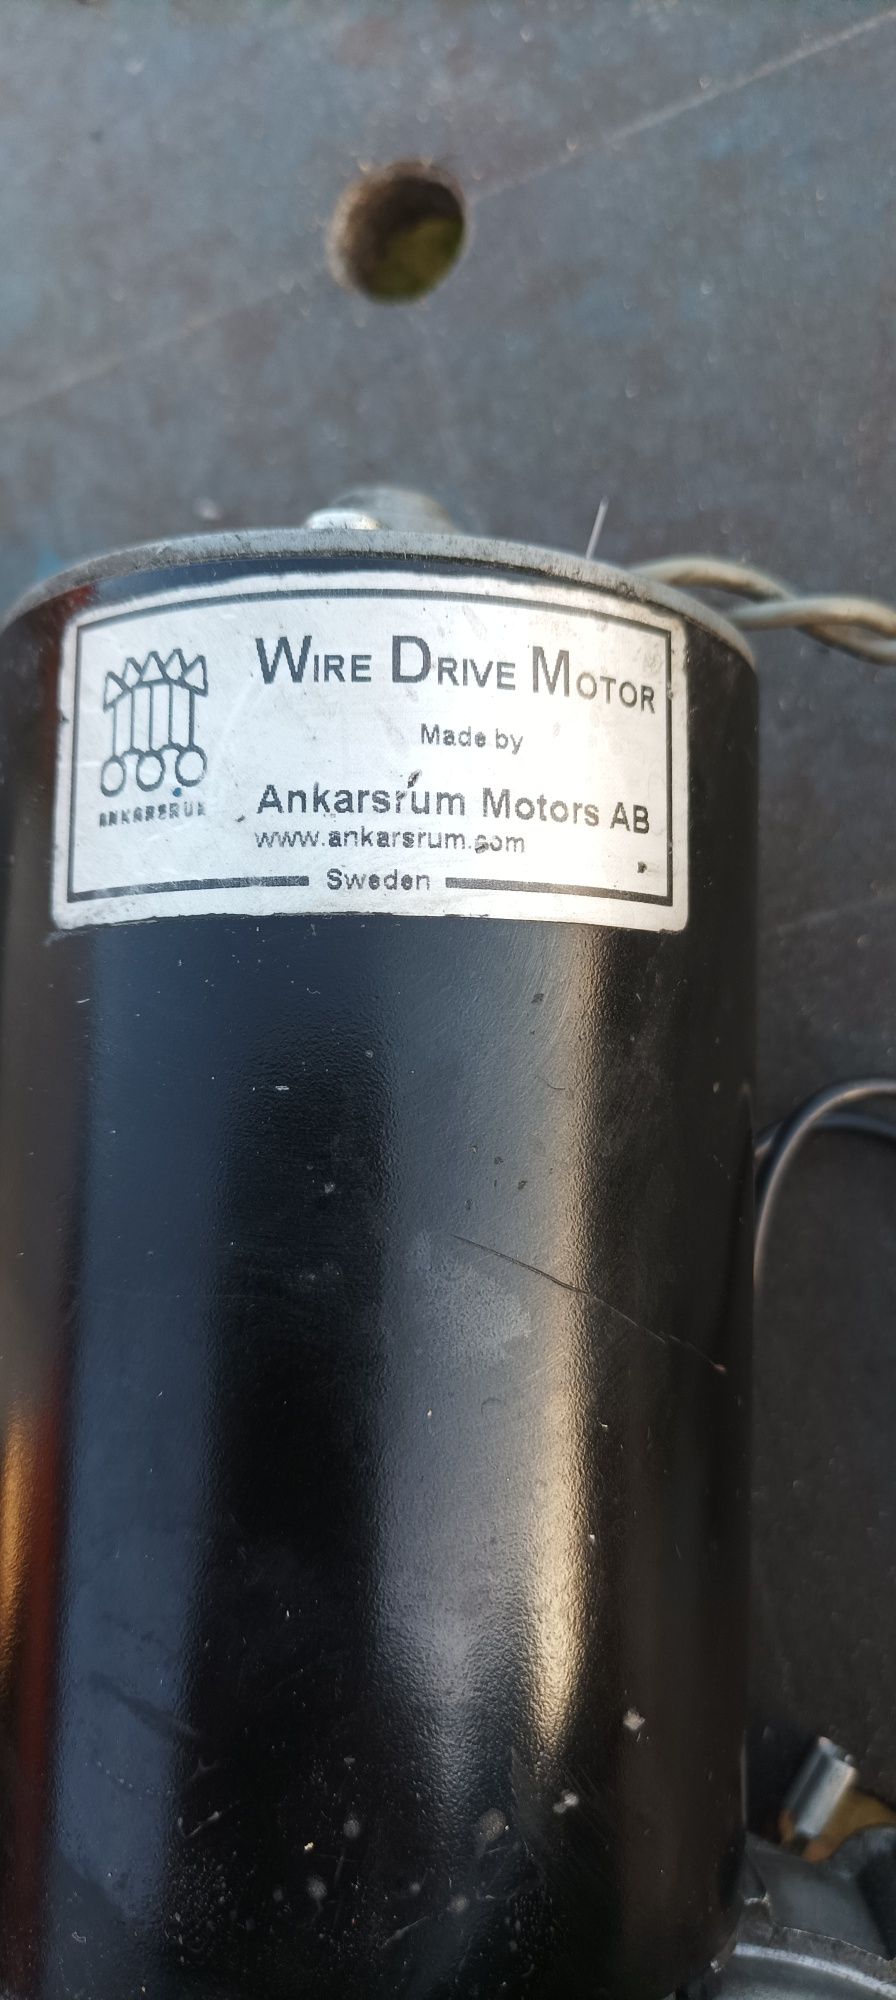 WIRE DRIVE MOTOR
Made by
ANKARSRUM
Ankarsrum Motors AB
www.ankarsrum.com
Sweden